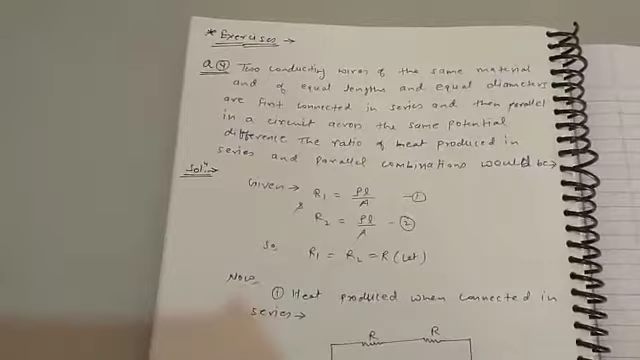 * Exercises →
Q④ Two conducting wires of the same material
and of equal lengths and equal diameters
are first connected in series and then parallel
in a circuit across the same potential
difference. The ratio of heat produced in
series and parallel combinations would be→
Solⁿ→
Given → R₁ = ρl/A —①
& R₂ = ρl/A —②
So, R₁ = R₂ = R (let)
Now,
① Heat produced when connected in
series →
R R